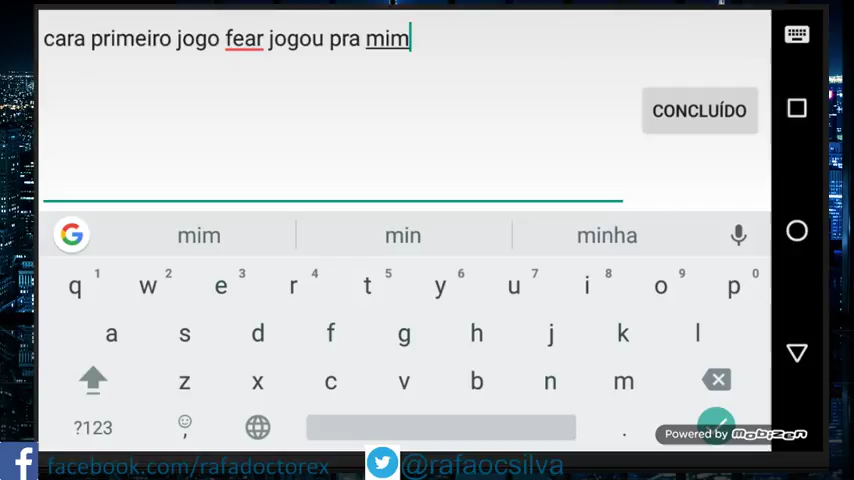 cara primeiro jogo fear jogou pra mim
CONCLUÍDO
G mim min minha
q 1 w 2 e 3 r 4 t 5 y 6 u 7 i 8 o 9 p 0
a s d f g h j k l
z x c v b n m
?123 , .
Powered by mobizen
f facebook.com/rafadoctorex @rafaocsilva